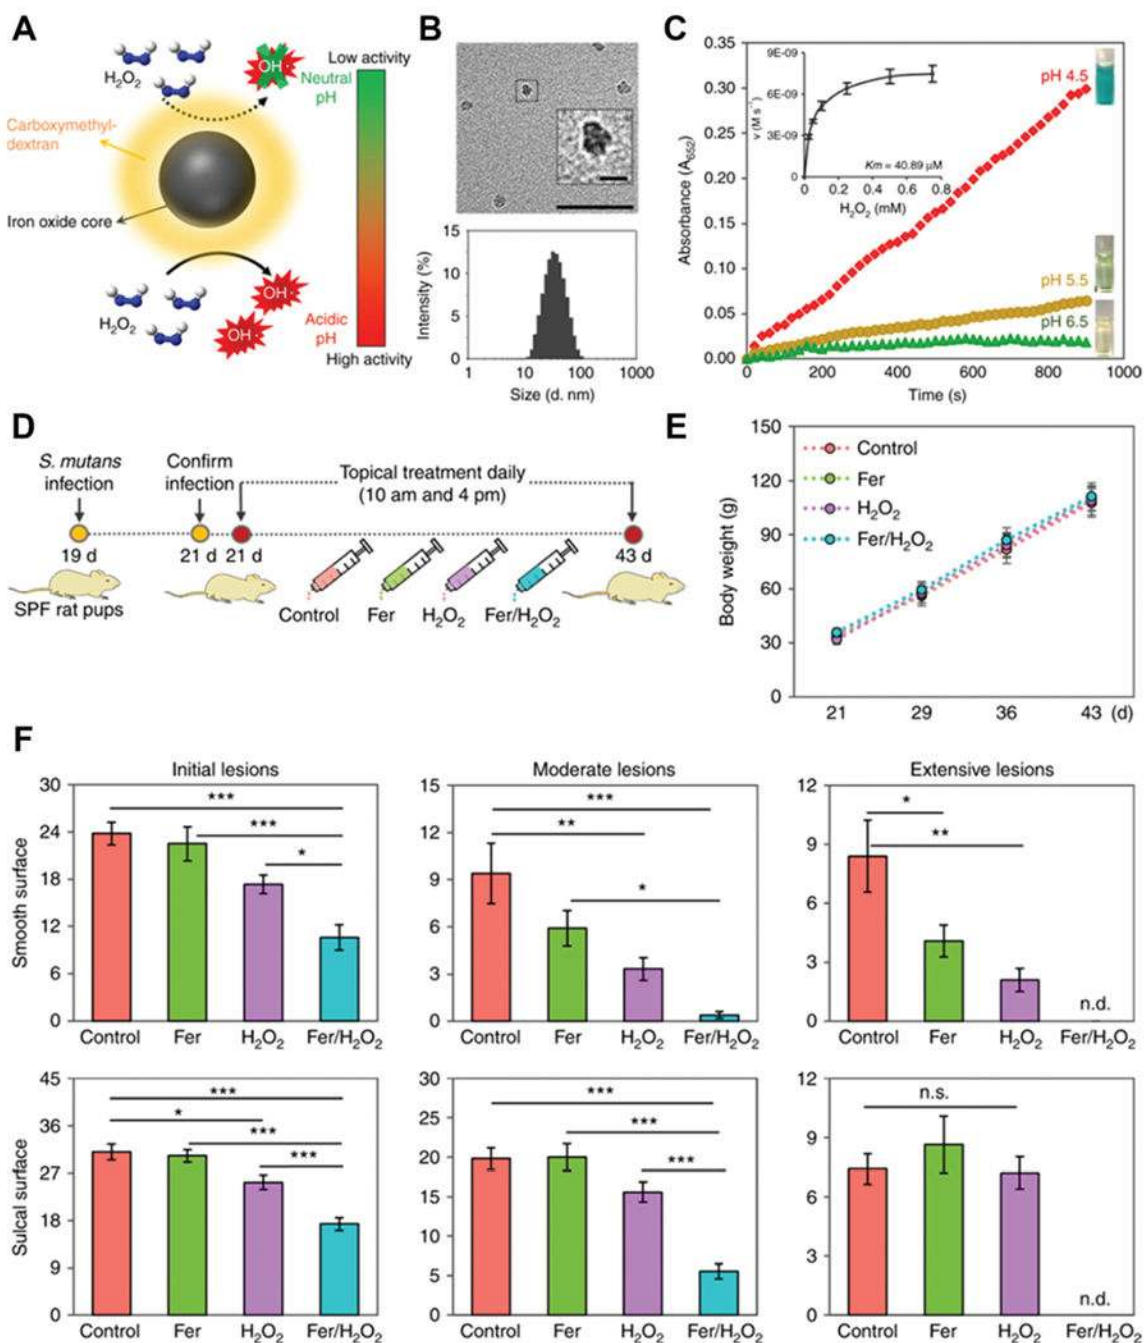 A
H₂O₂
OH·
Low activity
Neutral
pH
Carboxymethyl-
dextran
Iron oxide core
H₂O₂
OH·
OH·
Acidic
pH
High activity
B
Intensity (%)
15
10
5
0
1 10 100 1000
Size (d. nm)
C
Absorbance (A₆₅₂)
0.35
0.30
0.25
0.20
0.15
0.10
0.05
0.00
0 200 400 600 800 1000
Time (s)
v (M s⁻¹)
9E-09
6E-09
3E-09
0
0.0 0.2 0.4 0.6 0.8
H₂O₂ (mM)
Km = 40.89 µM
pH 4.5
pH 5.5
pH 6.5
D
S. mutans
infection
Confirm
infection
Topical treatment daily
(10 am and 4 pm)
19 d
21 d
21 d
43 d
SPF rat pups
Control
Fer
H₂O₂
Fer/H₂O₂
E
Body weight (g)
150
120
90
60
30
0
Control
Fer
H₂O₂
Fer/H₂O₂
21 29 36 43 (d)
F
Initial lesions
Smooth surface
30
24
18
12
6
0
***
***
*
Control Fer H₂O₂ Fer/H₂O₂
Moderate lesions
15
12
9
6
3
0
***
**
*
Control Fer H₂O₂ Fer/H₂O₂
Extensive lesions
12
9
6
3
0
*
**
n.d.
Control Fer H₂O₂ Fer/H₂O₂
Sulcal surface
45
36
27
18
9
0
***
*
***
***
Control Fer H₂O₂ Fer/H₂O₂
30
25
20
15
10
5
0
***
***
***
Control Fer H₂O₂ Fer/H₂O₂
12
9
6
3
0
n.s.
n.d.
Control Fer H₂O₂ Fer/H₂O₂